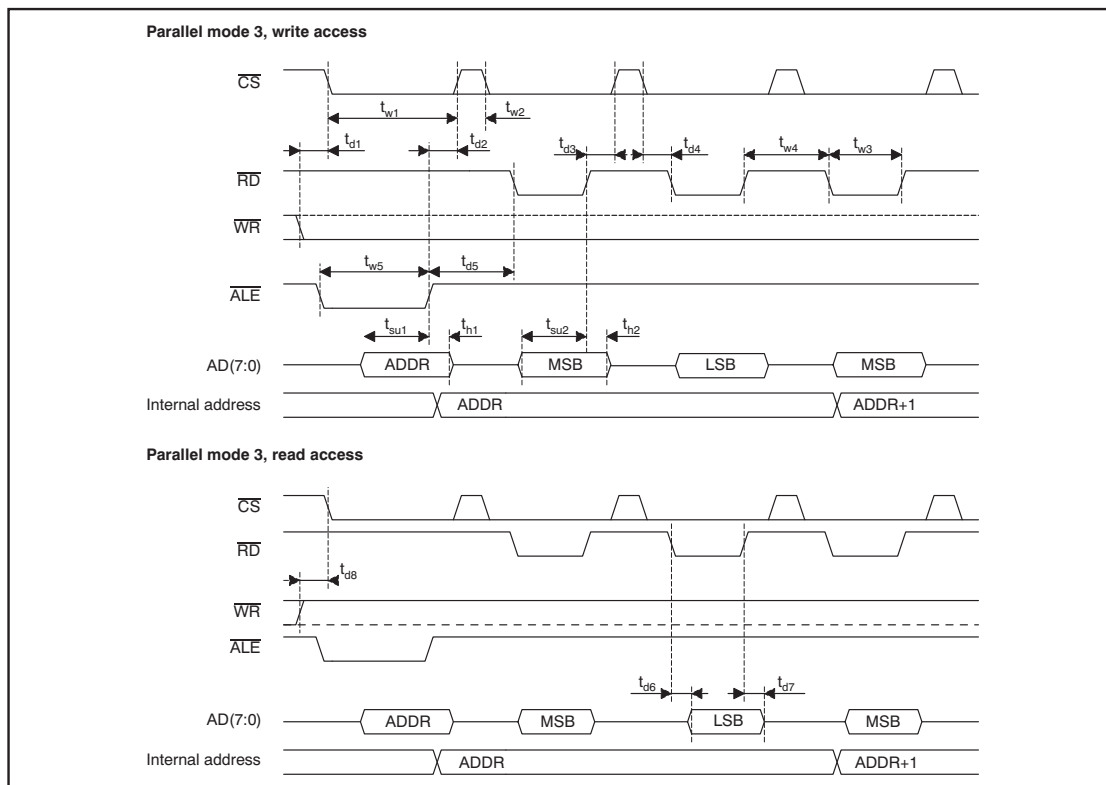 Parallel mode 3, write access
CS
tw1
tw2
td1
td2
td3
td4
tw4
tw3
RD
WR
tw5
td5
ALE
tsu1
th1
tsu2
th2
AD(7:0)
ADDR
MSB
LSB
MSB
Internal address
ADDR
ADDR+1
Parallel mode 3, read access
CS
RD
td8
WR
ALE
td6
td7
AD(7:0)
ADDR
MSB
LSB
MSB
Internal address
ADDR
ADDR+1